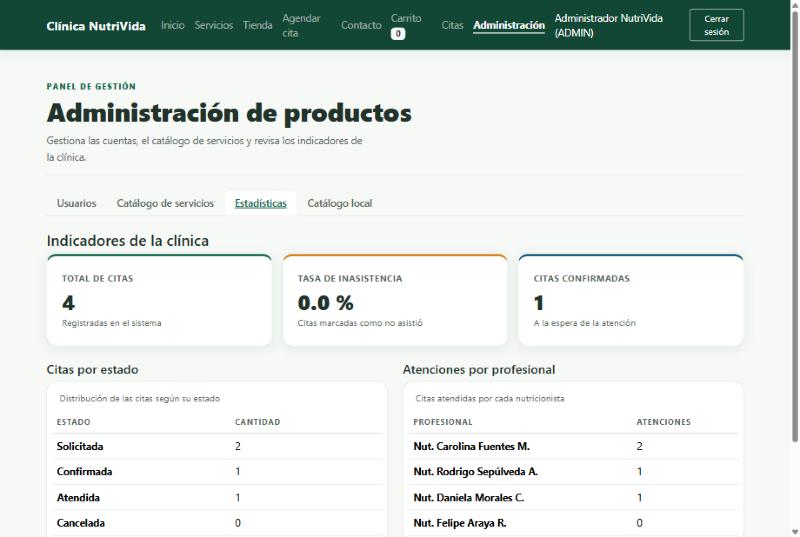 Clínica NutriVida
Inicio
Servicios
Tienda
Agendar
cita
Contacto
Carrito
0
Citas
Administración
Administrador NutriVida
(ADMIN)
Cerrar
sesión
PANEL DE GESTIÓN
Administración de productos
Gestiona las cuentas, el catálogo de servicios y revisa los indicadores de
la clínica.
Usuarios
Catálogo de servicios
Estadísticas
Catálogo local
Indicadores de la clínica
TOTAL DE CITAS
4
Registradas en el sistema
TASA DE INASISTENCIA
0.0 %
Citas marcadas como no asistió
CITAS CONFIRMADAS
1
A la espera de la atención
Citas por estado
Distribución de las citas según su estado
ESTADO CANTIDAD
Solicitada 2
Confirmada 1
Atendida 1
Cancelada 0
Atenciones por profesional
Citas atendidas por cada nutricionista
PROFESIONAL ATENCIONES
Nut. Carolina Fuentes M. 2
Nut. Rodrigo Sepúlveda A. 1
Nut. Daniela Morales C. 1
Nut. Felipe Araya R. 0